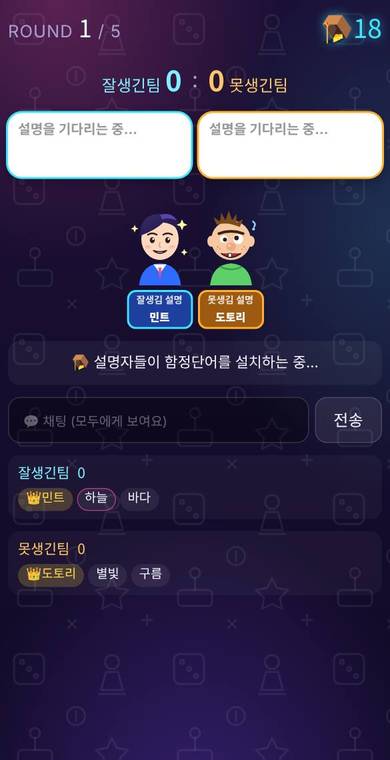 ROUND 1 / 5
18
잘생긴팀 0 : 0 못생긴팀
설명을 기다리는 중...
설명을 기다리는 중...
잘생김 설명
민트
못생김 설명
도토리
설명자들이 함정단어를 설치하는 중...
채팅 (모두에게 보여요)
전송
잘생긴팀 0
민트 하늘 바다
못생긴팀 0
도토리 별빛 구름